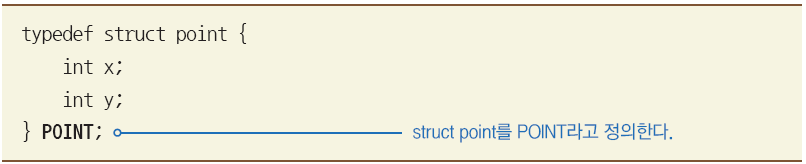 typedef struct point {
    int x;
    int y;
} POINT; struct point를 POINT라고 정의한다.